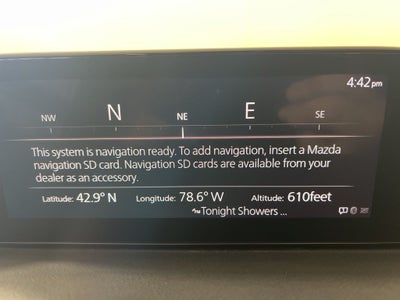 4:42pm
NW N NE E SE
This system is navigation ready. To add navigation, insert a Mazda
navigation SD card. Navigation SD cards are available from your
dealer as an accessory.
Latitude: 42.9° N Longitude: 78.6° W Altitude: 610feet
Tonight Showers ...